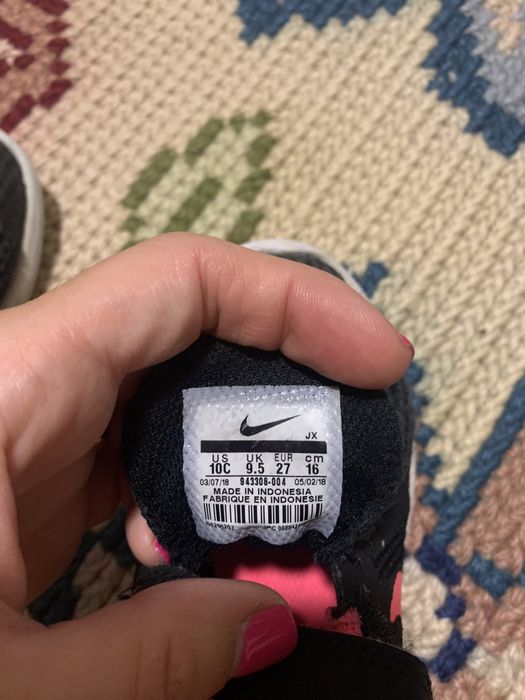 JX
US UK EUR cm
10C 9.5 27 16
03/07/18 943308-004 05/02/18
MADE IN INDONESIA
FABRIQUE EN INDONESIE